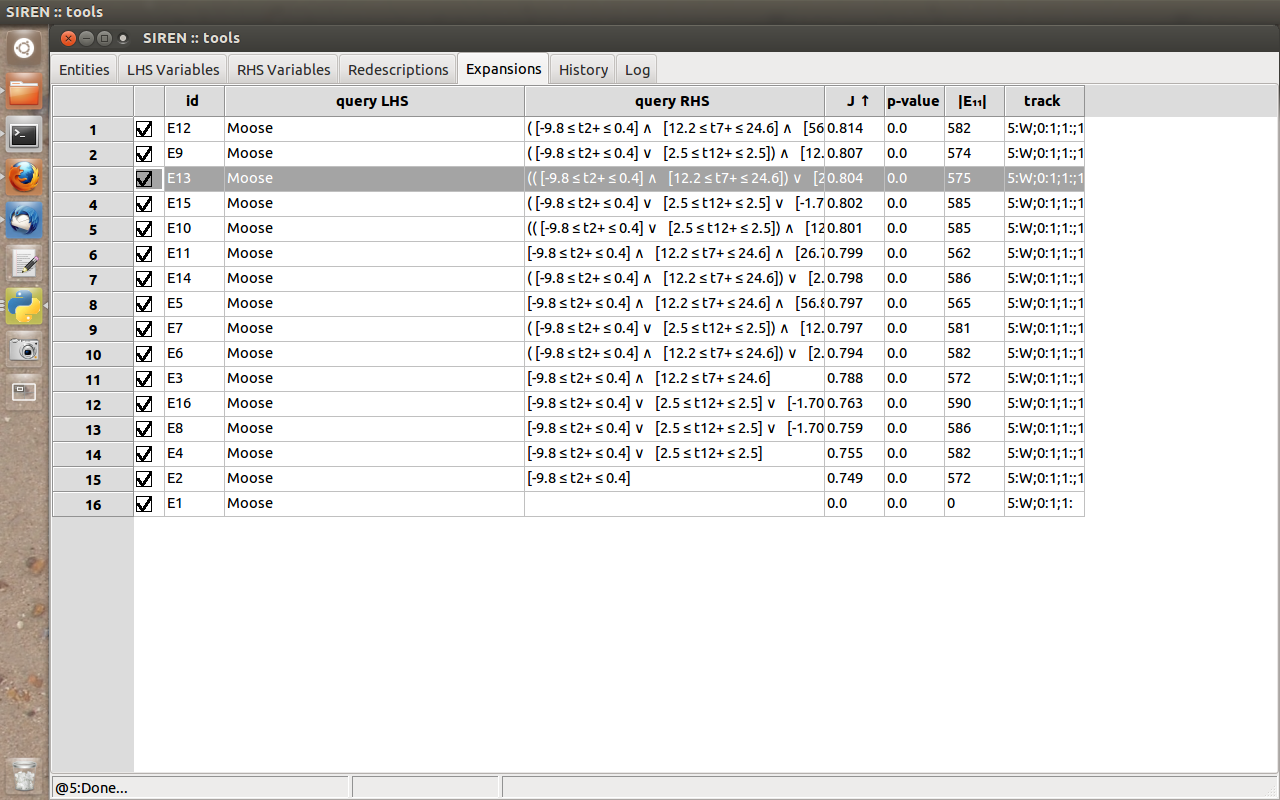 SIREN :: tools
SIREN :: tools
Entities LHS Variables RHS Variables Redescriptions Expansions History Log
id query LHS query RHS J ↑ p-value |E₁₁| track
1 E12 Moose ( [-9.8 ≤ t2+ ≤ 0.4] ∧ [12.2 ≤ t7+ ≤ 24.6] ∧ [56 0.814 0.0 582 5:W;0:1;1:;1
2 E9 Moose ( [-9.8 ≤ t2+ ≤ 0.4] ∨ [2.5 ≤ t12+ ≤ 2.5]) ∧ [12. 0.807 0.0 574 5:W;0:1;1:;1
3 E13 Moose (( [-9.8 ≤ t2+ ≤ 0.4] ∧ [12.2 ≤ t7+ ≤ 24.6]) ∨ [2 0.804 0.0 575 5:W;0:1;1:;1
4 E15 Moose ( [-9.8 ≤ t2+ ≤ 0.4] ∨ [2.5 ≤ t12+ ≤ 2.5] ∨ [-1.7 0.802 0.0 585 5:W;0:1;1:;1
5 E10 Moose (( [-9.8 ≤ t2+ ≤ 0.4] ∨ [2.5 ≤ t12+ ≤ 2.5]) ∧ [12 0.801 0.0 585 5:W;0:1;1:;1
6 E11 Moose [-9.8 ≤ t2+ ≤ 0.4] ∧ [12.2 ≤ t7+ ≤ 24.6] ∧ [26.7 0.799 0.0 562 5:W;0:1;1:;1
7 E14 Moose ( [-9.8 ≤ t2+ ≤ 0.4] ∧ [12.2 ≤ t7+ ≤ 24.6]) ∨ [2. 0.798 0.0 586 5:W;0:1;1:;1
8 E5 Moose [-9.8 ≤ t2+ ≤ 0.4] ∧ [12.2 ≤ t7+ ≤ 24.6] ∧ [56.8 0.797 0.0 565 5:W;0:1;1:;1
9 E7 Moose ( [-9.8 ≤ t2+ ≤ 0.4] ∨ [2.5 ≤ t12+ ≤ 2.5]) ∧ [12. 0.797 0.0 581 5:W;0:1;1:;1
10 E6 Moose ( [-9.8 ≤ t2+ ≤ 0.4] ∧ [12.2 ≤ t7+ ≤ 24.6]) ∨ [2. 0.794 0.0 582 5:W;0:1;1:;1
11 E3 Moose [-9.8 ≤ t2+ ≤ 0.4] ∧ [12.2 ≤ t7+ ≤ 24.6] 0.788 0.0 572 5:W;0:1;1:;1
12 E16 Moose [-9.8 ≤ t2+ ≤ 0.4] ∨ [2.5 ≤ t12+ ≤ 2.5] ∨ [-1.70 0.763 0.0 590 5:W;0:1;1:;1
13 E8 Moose [-9.8 ≤ t2+ ≤ 0.4] ∨ [2.5 ≤ t12+ ≤ 2.5] ∨ [-1.70 0.759 0.0 586 5:W;0:1;1:;1
14 E4 Moose [-9.8 ≤ t2+ ≤ 0.4] ∨ [2.5 ≤ t12+ ≤ 2.5] 0.755 0.0 582 5:W;0:1;1:;1
15 E2 Moose [-9.8 ≤ t2+ ≤ 0.4] 0.749 0.0 572 5:W;0:1;1:;1
16 E1 Moose 0.0 0.0 0 5:W;0:1;1:
@5:Done...